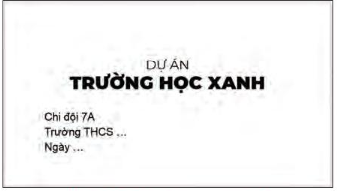 DỰ ÁN
TRƯỜNG HỌC XANH
Chi đội 7A
Trường THCS ...
Ngày ...